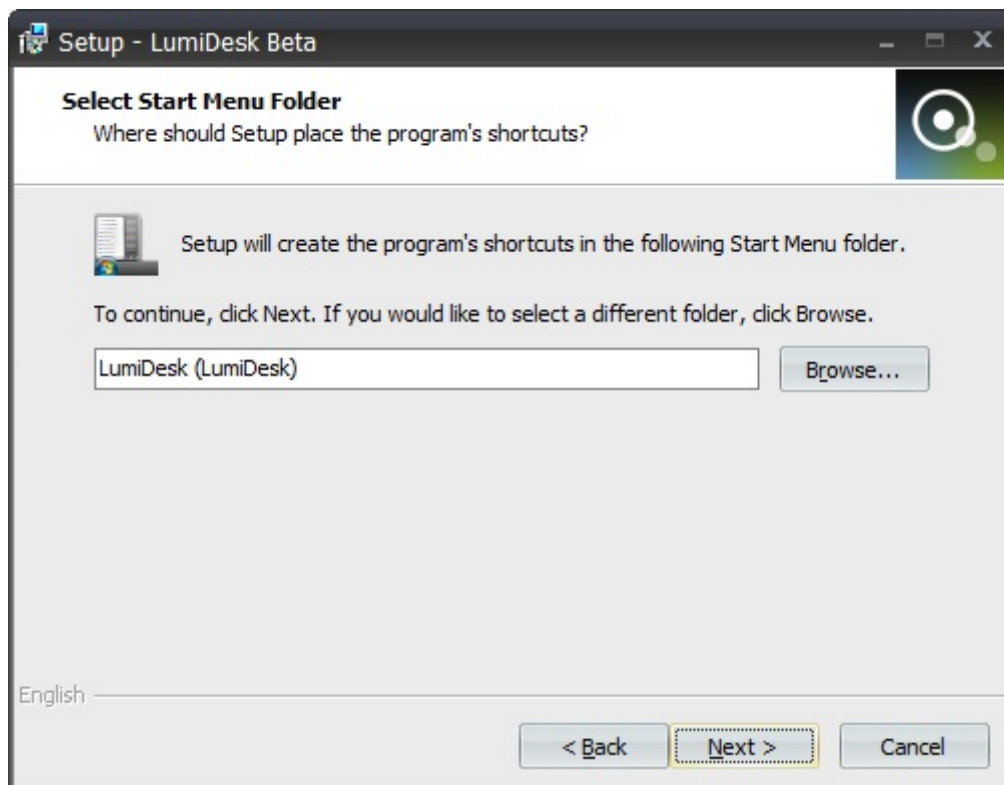 Setup - LumiDesk Beta
Select Start Menu Folder
Where should Setup place the program's shortcuts?
Setup will create the program's shortcuts in the following Start Menu folder.
To continue, click Next. If you would like to select a different folder, click Browse.
LumiDesk (LumiDesk)
Browse...
English
< Back
Next >
Cancel